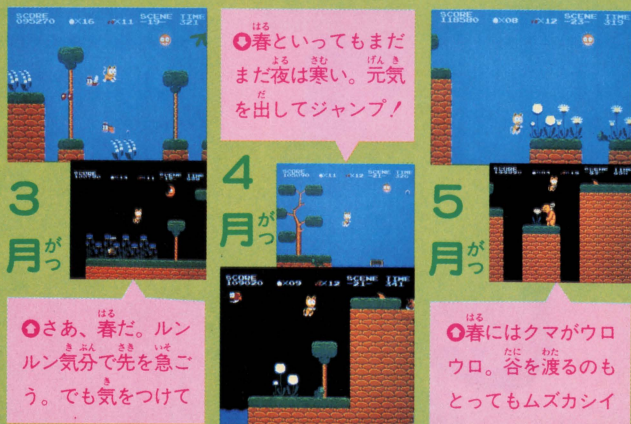 SCORE SCENE TIME
095270 ×16 ×11 -19- 321
3月
がつ
さあ、春だ。ルン
ルン気分で先を急ご
う。でも気をつけて
春といってもまだ
まだ夜は寒い。元気
を出してジャンプ!
4月
がつ
SCORE SCENE TIME
109020 ×09 ×12 -21- 341
SCORE SCENE TIME
118580 ×08 ×12 -23- 319
5月
がつ
春にはクマがウロ
ウロ。谷を渡るのも
とってもムズカシイ